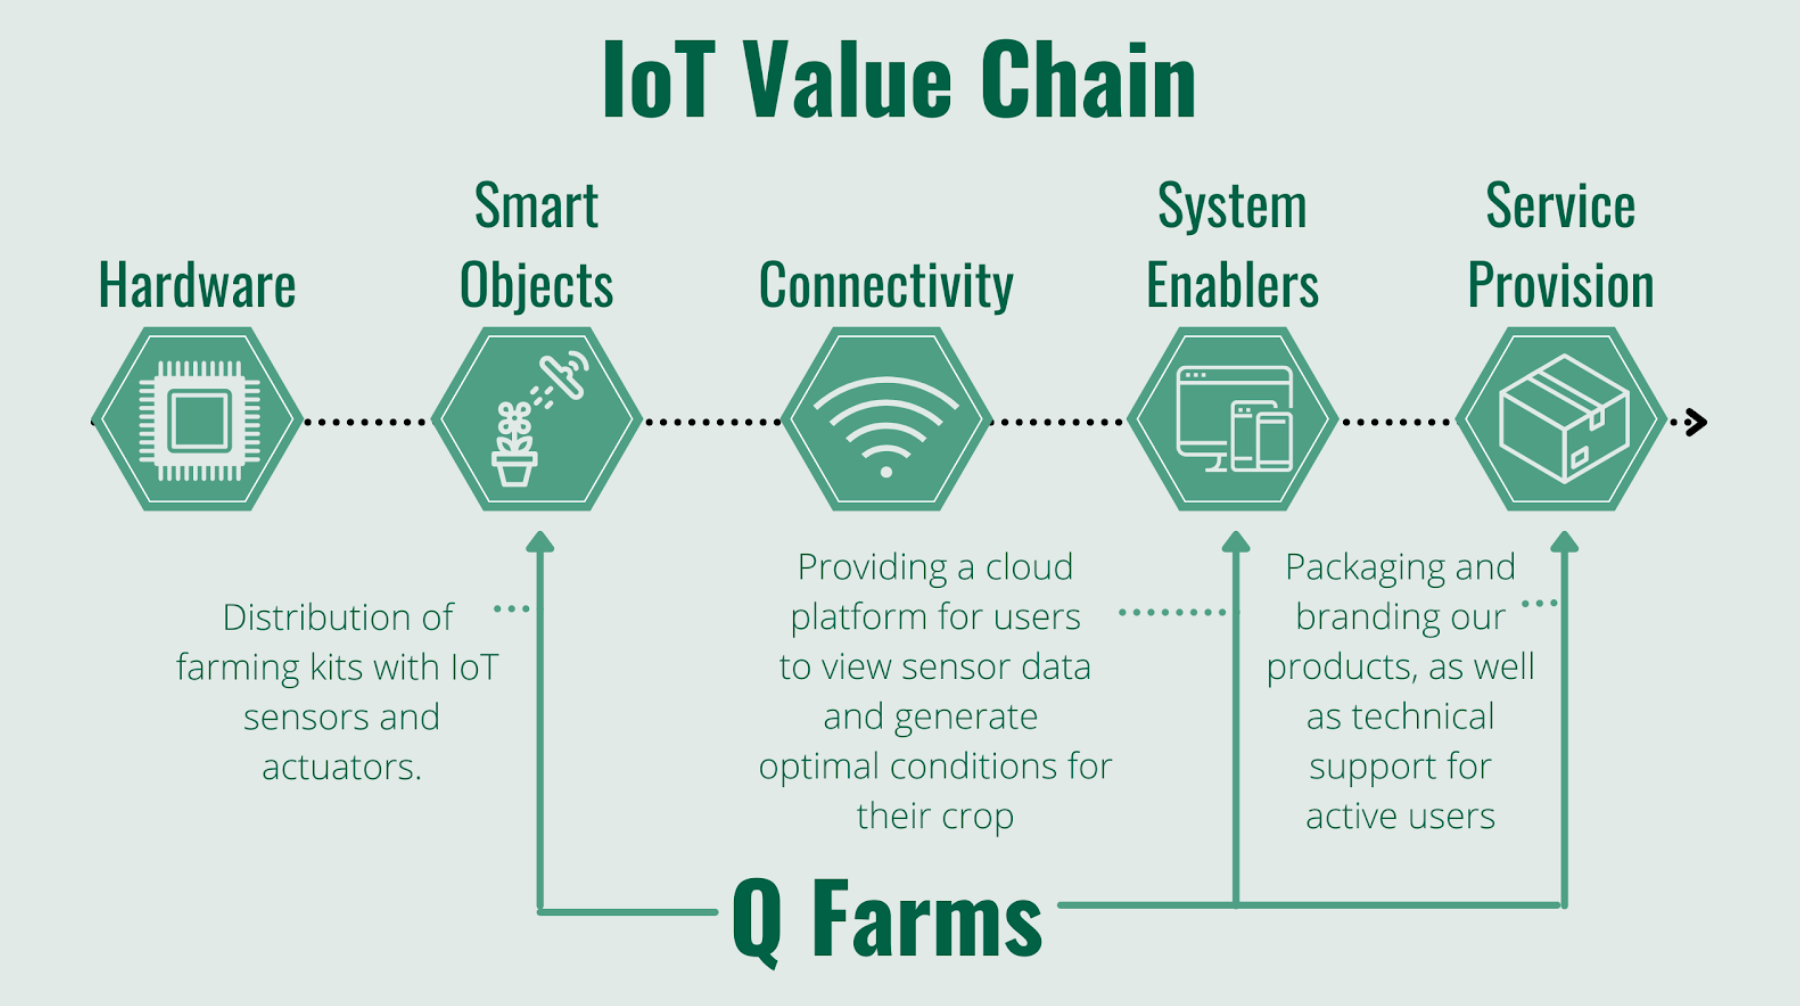 IoT Value Chain
Hardware
Smart
Objects
Connectivity
System
Enablers
Service
Provision
Distribution of
farming kits with IoT
sensors and
actuators.
Providing a cloud
platform for users
to view sensor data
and generate
optimal conditions for
their crop
Packaging and
branding our
products, as well
as technical
support for
active users
Q Farms